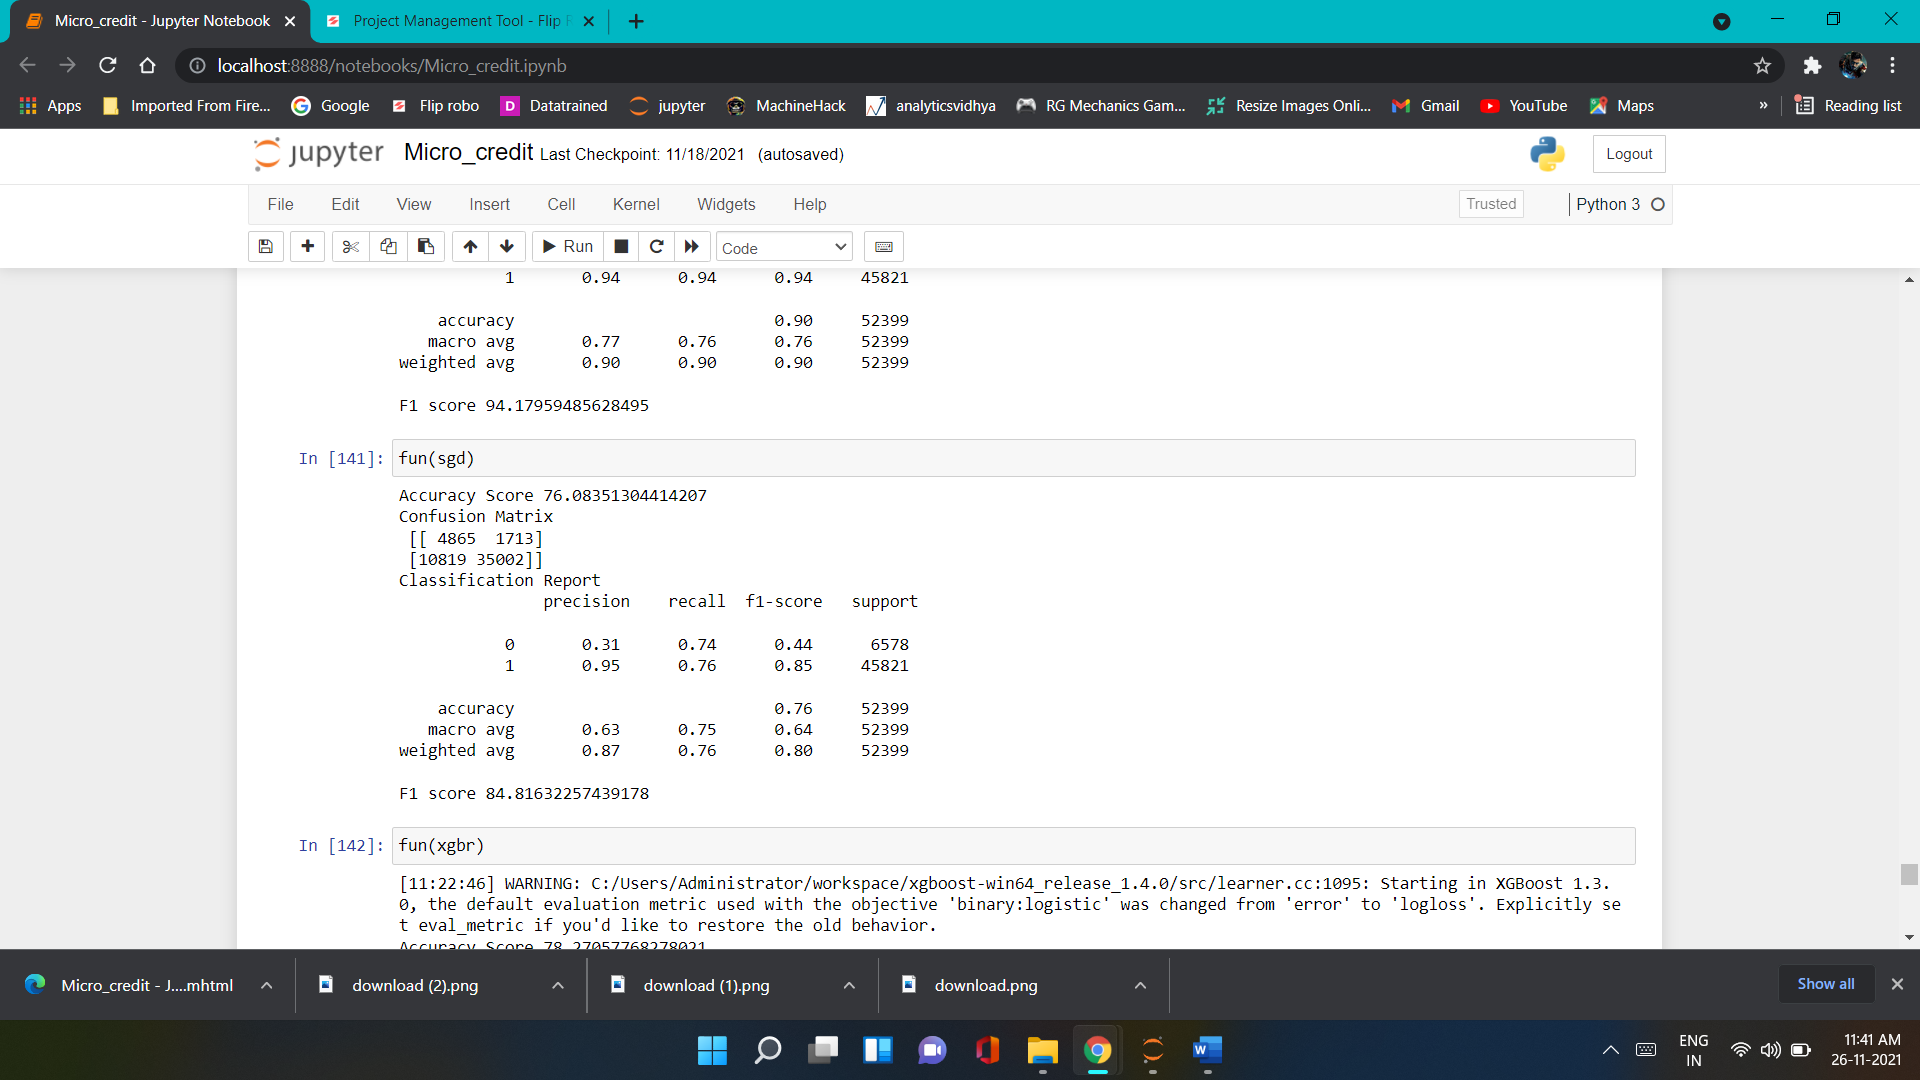 Micro_credit - Jupyter Notebook
Project Management Tool - Flip
localhost:8888/notebooks/Micro_credit.ipynb
Apps Imported From Fire... Google Flip robo Datatrained jupyter MachineHack analyticsvidhya RG Mechanics Gam... Resize Images Onli... Gmail YouTube Maps » Reading list
jupyter Micro_credit Last Checkpoint: 11/18/2021 (autosaved) Logout
File Edit View Insert Cell Kernel Widgets Help Trusted Python 3
Run Code
1 0.94 0.94 0.94 45821
accuracy 0.90 52399
macro avg 0.77 0.76 0.76 52399
weighted avg 0.90 0.90 0.90 52399
F1 score 94.17959485628495
In [141]: fun(sgd)
Accuracy Score 76.08351304414207
Confusion Matrix
[[ 4865 1713]
[10819 35002]]
Classification Report
precision recall f1-score support
0 0.31 0.74 0.44 6578
1 0.95 0.76 0.85 45821
accuracy 0.76 52399
macro avg 0.63 0.75 0.64 52399
weighted avg 0.87 0.76 0.80 52399
F1 score 84.81632257439178
In [142]: fun(xgbr)
[11:22:46] WARNING: C:/Users/Administrator/workspace/xgboost-win64_release_1.4.0/src/learner.cc:1095: Starting in XGBoost 1.3.
0, the default evaluation metric used with the objective 'binary:logistic' was changed from 'error' to 'logloss'. Explicitly se
t eval_metric if you'd like to restore the old behavior.
Accuracy Score 78.27057768278021
Micro_credit - J....mhtml download (2).png download (1).png download.png Show all
ENG
IN
11:41 AM
26-11-2021